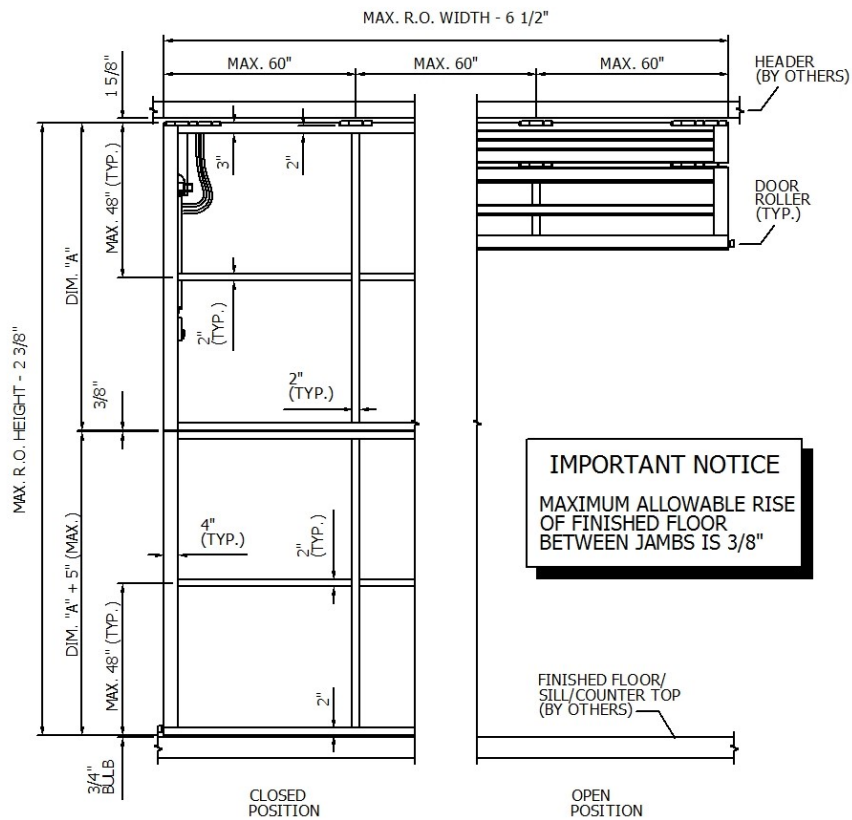 MAX. R.O. WIDTH - 6 1/2"
MAX. 60"
MAX. 60"
MAX. 60"
1 5/8"
HEADER
(BY OTHERS)
3"
2"
MAX. 48" (TYP.)
DOOR
ROLLER
(TYP.)
DIM. "A"
2"
(TYP.)
MAX. R.O. HEIGHT - 2 3/8"
3/8"
2"
(TYP.)
IMPORTANT NOTICE
MAXIMUM ALLOWABLE RISE
OF FINISHED FLOOR
BETWEEN JAMBS IS 3/8"
4"
(TYP.)
2"
(TYP.)
DIM. "A" + 5" (MAX.)
MAX. 48" (TYP.)
2"
FINISHED FLOOR/
SILL/COUNTER TOP
(BY OTHERS)
3/4"
BULB
CLOSED
POSITION
OPEN
POSITION